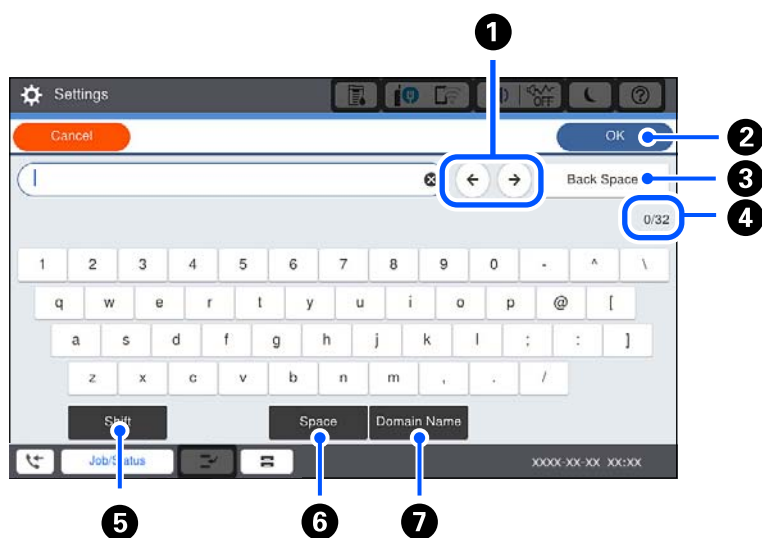 1
Settings
OFF
?
Cancel
OK
2
Back Space
3
0/32
4
1 2 3 4 5 6 7 8 9 0 - ^ \
q w e r t y u i o p @ [
a s d f g h j k l ; : ]
z x c v b n m , . /
Shift Space Domain Name
Job/Status
XXXX-XX-XX XX:XX
5 6 7